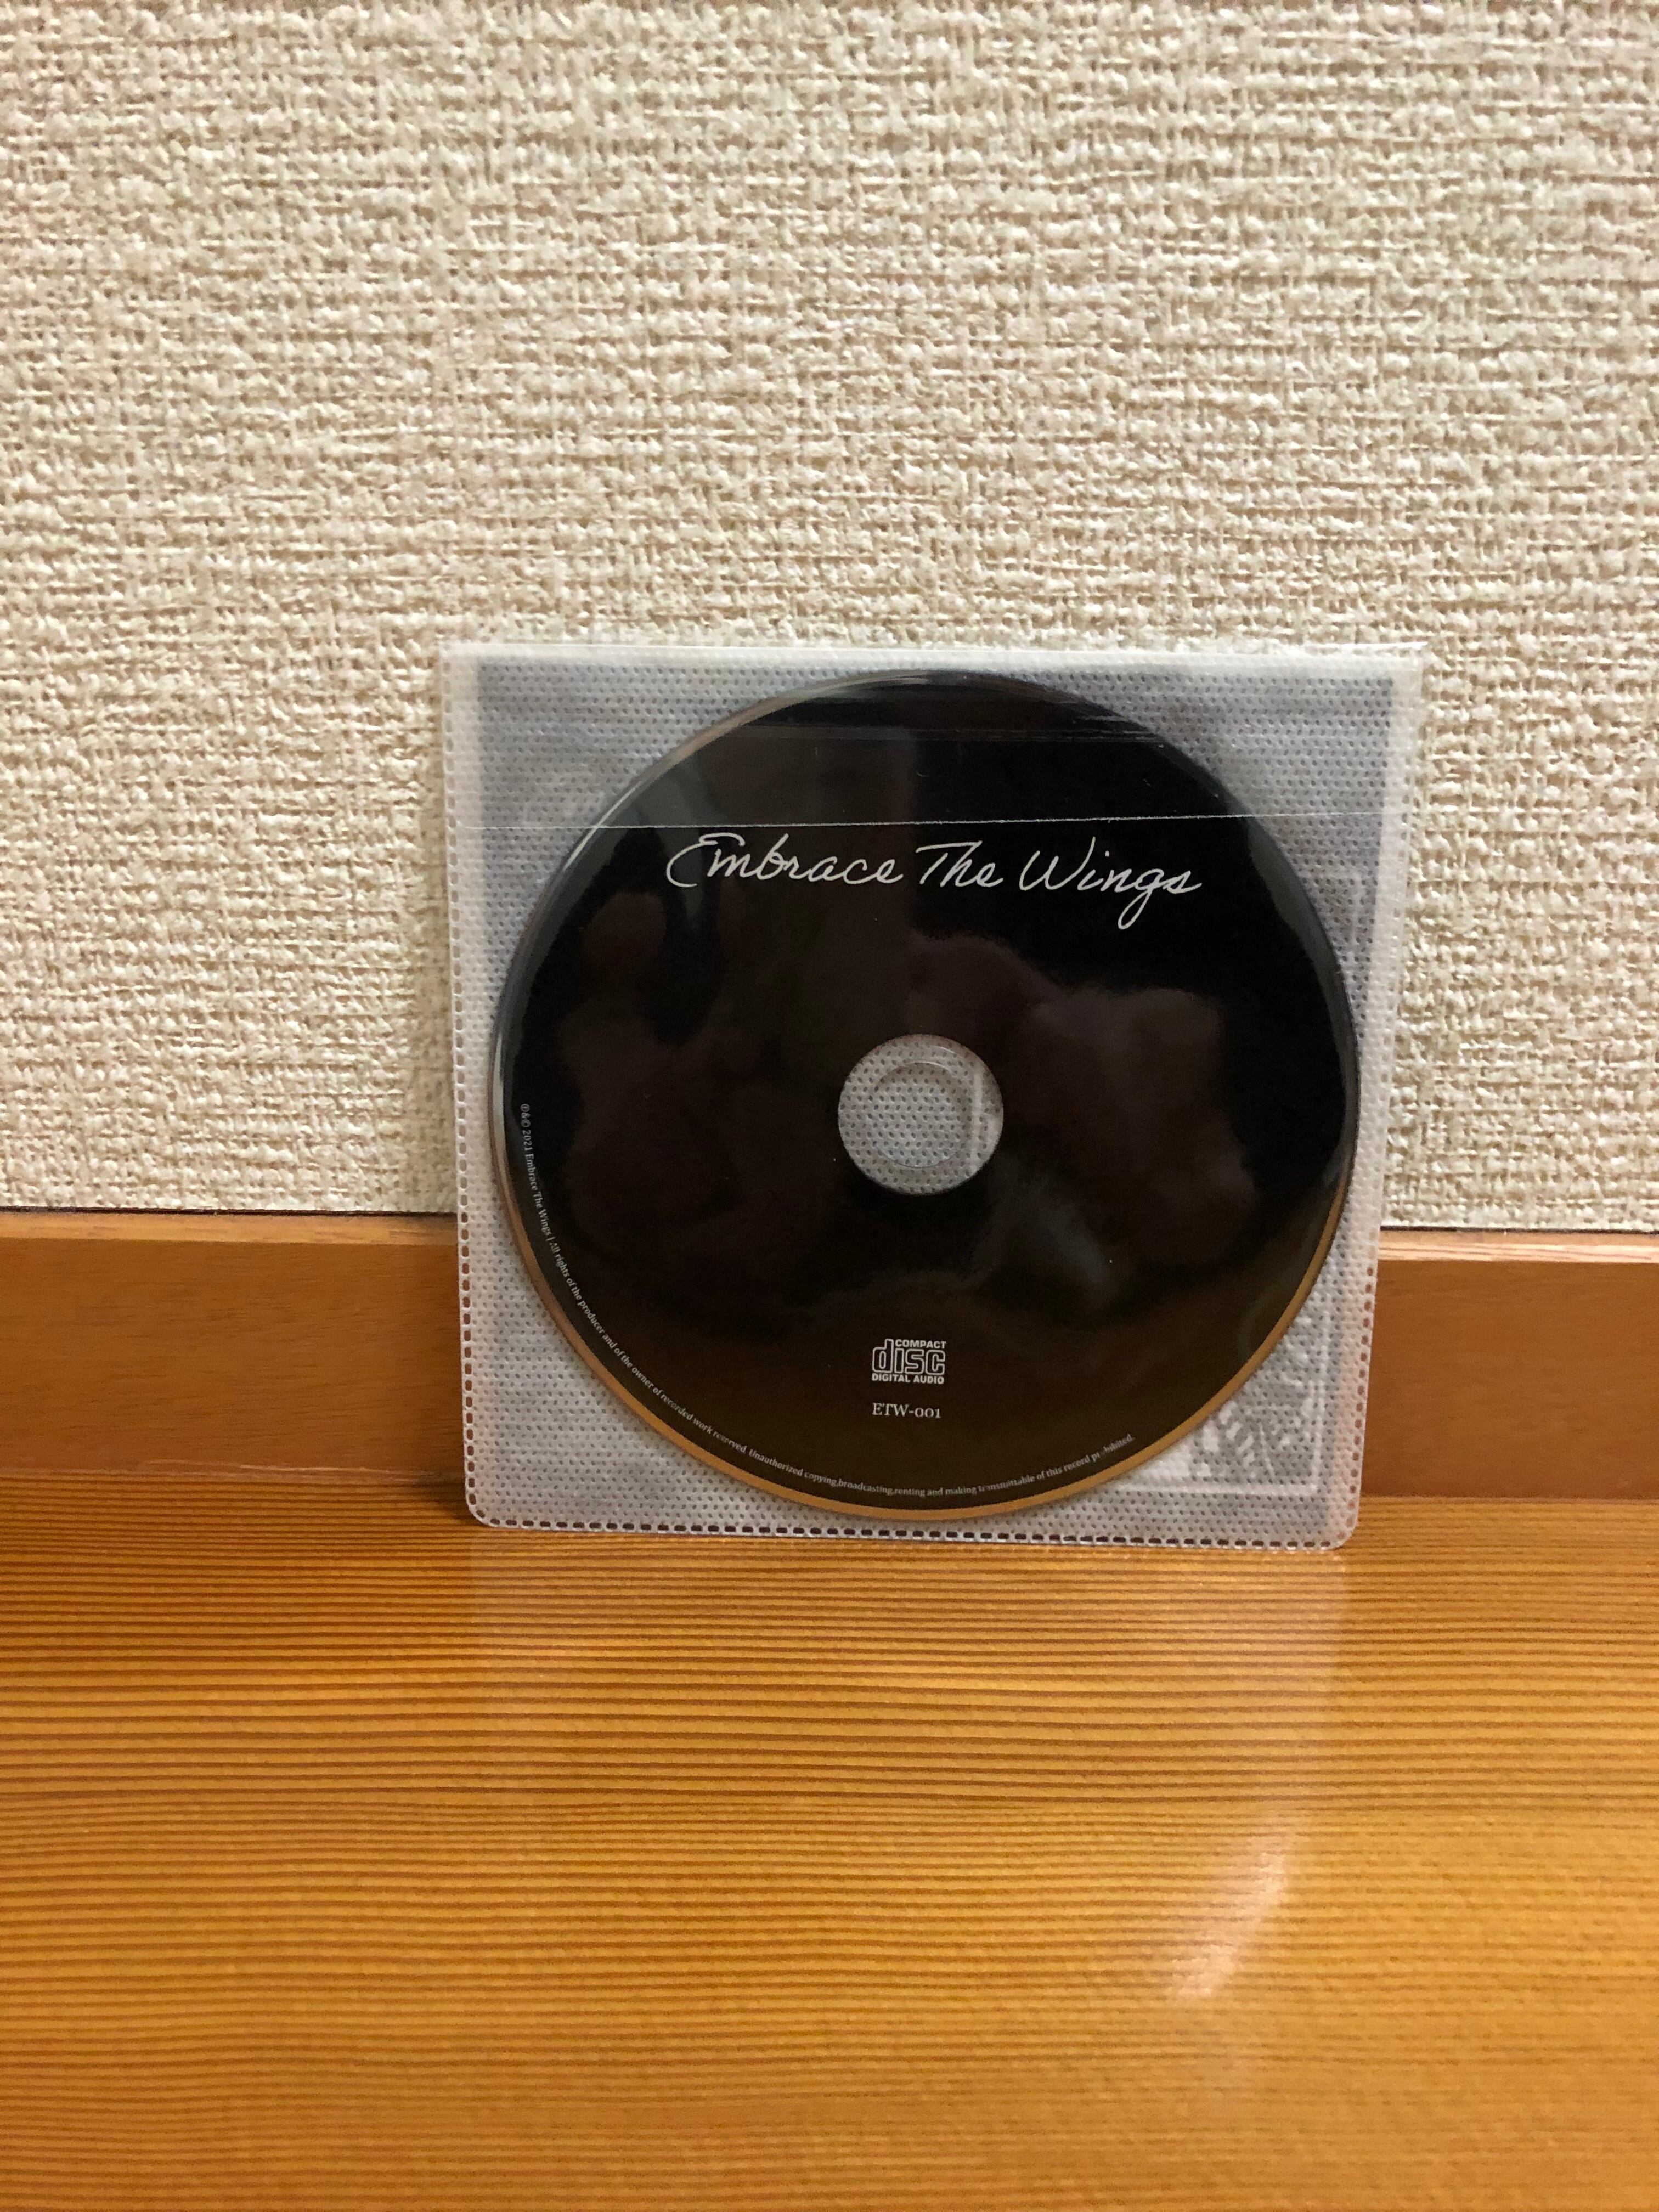 Embrace The Wings
COMPACT
disc
DIGITAL AUDIO
ETW-001
℗&© 2021 Embrace The Wings | All rights of the producer and of the owner of recorded work reserved. Unauthorized copying,broadcasting,renting and making transmittable of this record prohibited.